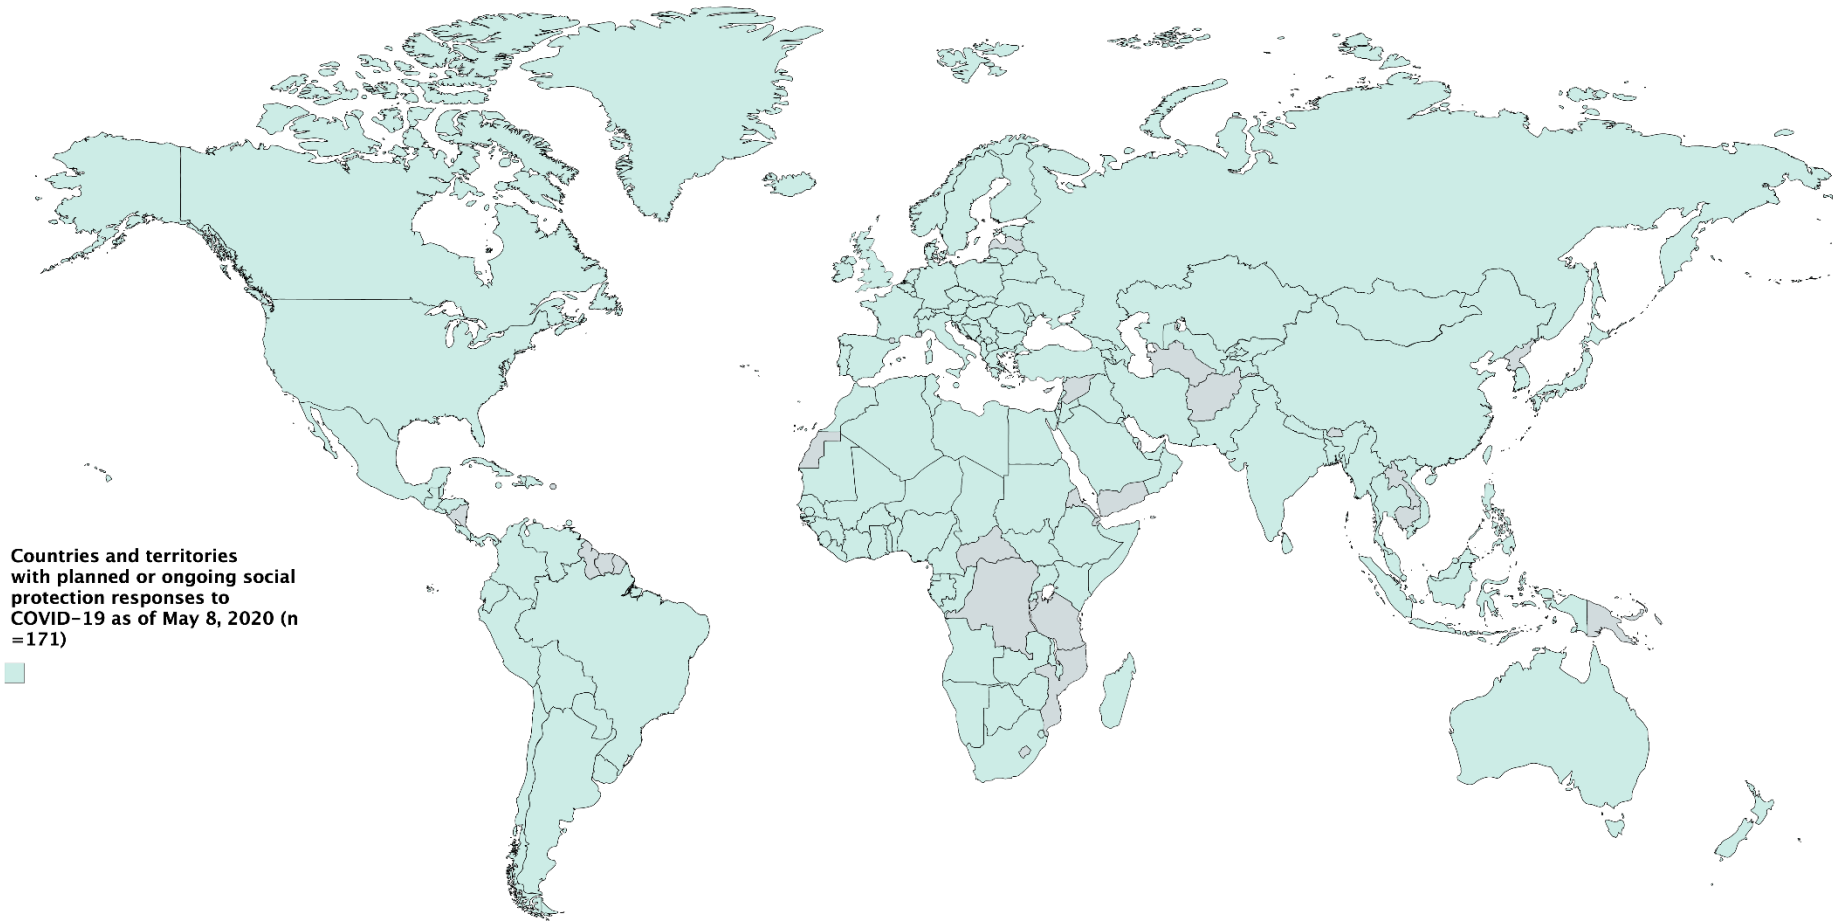 Countries and territories
with planned or ongoing social
protection responses to
COVID-19 as of May 8, 2020 (n
=171)